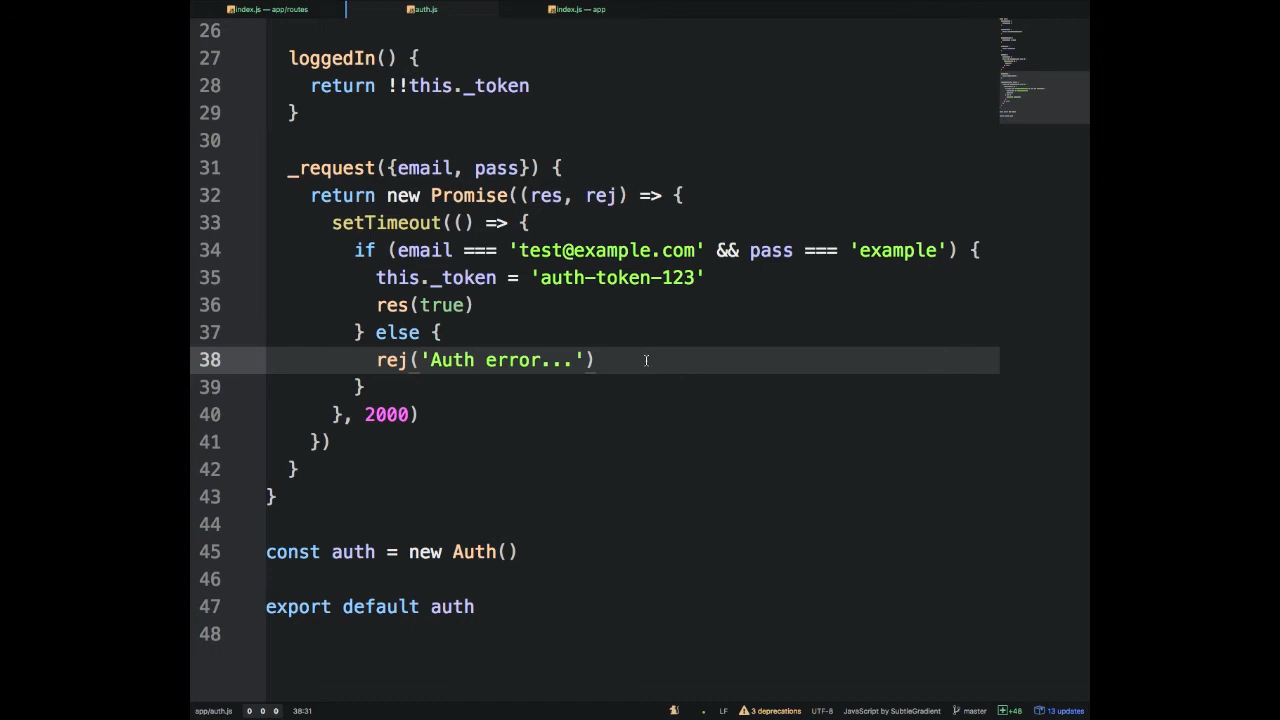 index.js — app/routes
auth.js
index.js — app
26
27 loggedIn() {
28 return !!this._token
29 }
30
31 _request({email, pass}) {
32 return new Promise((res, rej) => {
33 setTimeout(() => {
34 if (email === 'test@example.com' && pass === 'example') {
35 this._token = 'auth-token-123'
36 res(true)
37 } else {
38 rej('Auth error...')
39 }
40 }, 2000)
41 })
42 }
43 }
44
45 const auth = new Auth()
46
47 export default auth
48
app/auth.js 0 0 0 38:31 LF 3 deprecations UTF-8 JavaScript by SubtleGradient master +48 13 updates